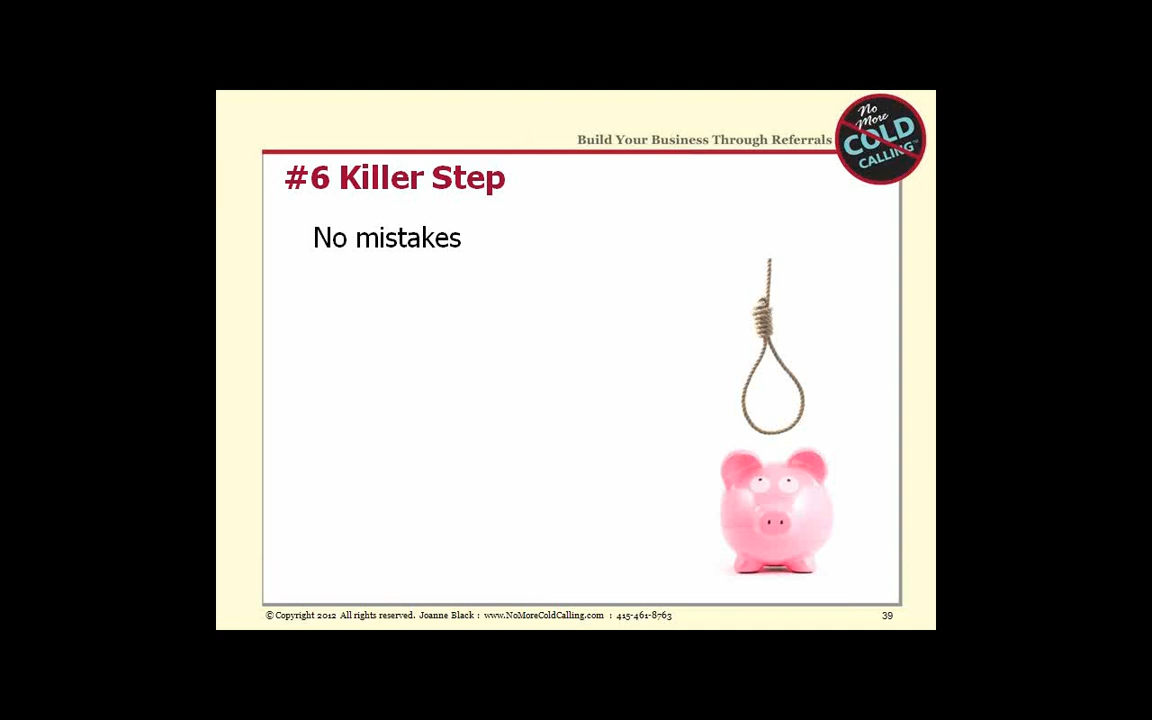 Build Your Business Through Referrals
No
More
COLD
CALLING™
#6 Killer Step
No mistakes
© Copyright 2012 All rights reserved. Joanne Black : www.NoMoreColdCalling.com : 415-461-8763
39